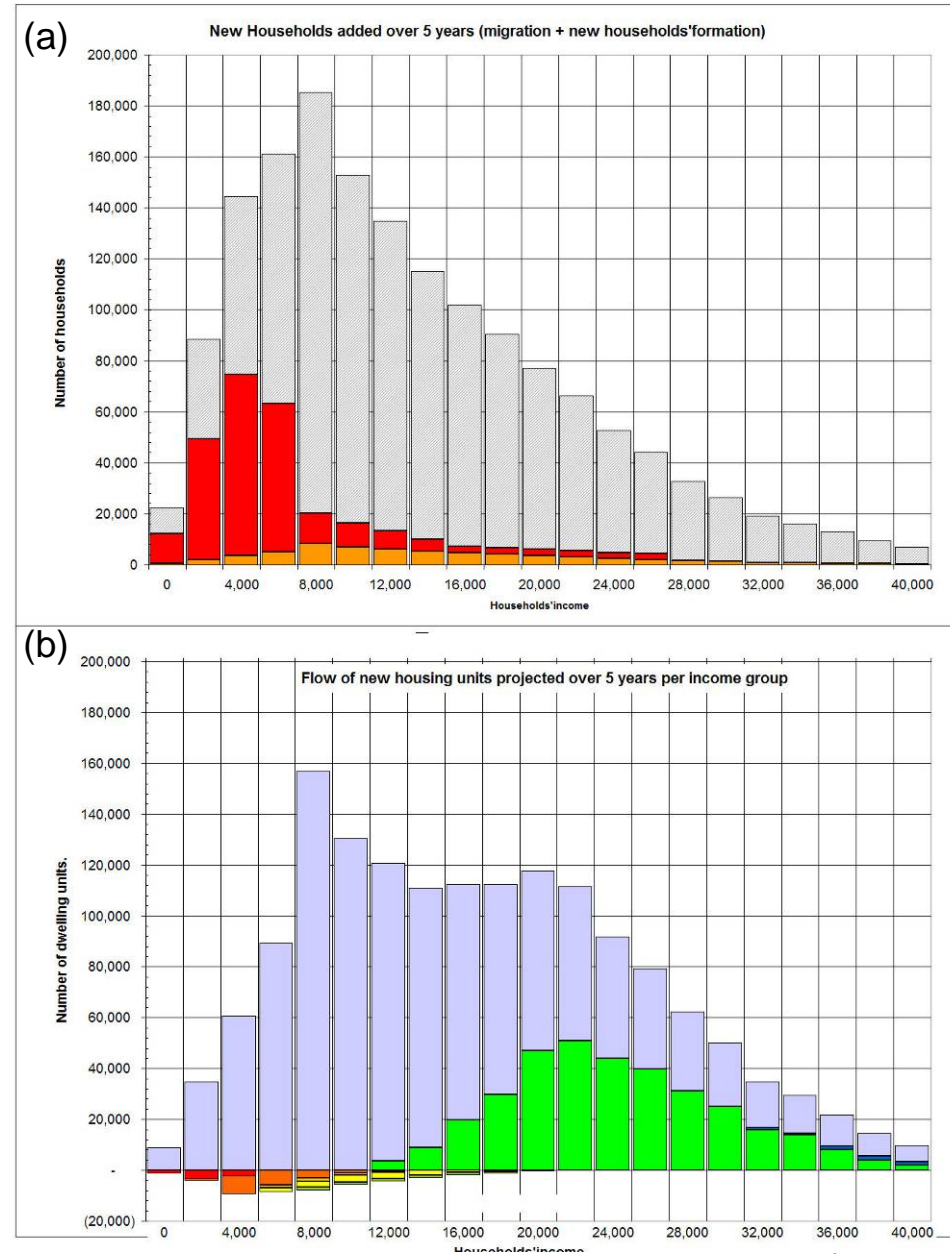 (a)
New Households added over 5 years (migration + new households'formation)
200,000
180,000
160,000
140,000
120,000
100,000
80,000
60,000
40,000
20,000
0
Number of households
0 4,000 8,000 12,000 16,000 20,000 24,000 28,000 32,000 36,000 40,000
Households'income
(b)
Flow of new housing units projected over 5 years per income group
200,000
180,000
160,000
140,000
120,000
100,000
80,000
60,000
40,000
20,000
-
(20,000)
Number of dwelling units.
0 4,000 8,000 12,000 16,000 20,000 24,000 28,000 32,000 36,000 40,000
Households'income